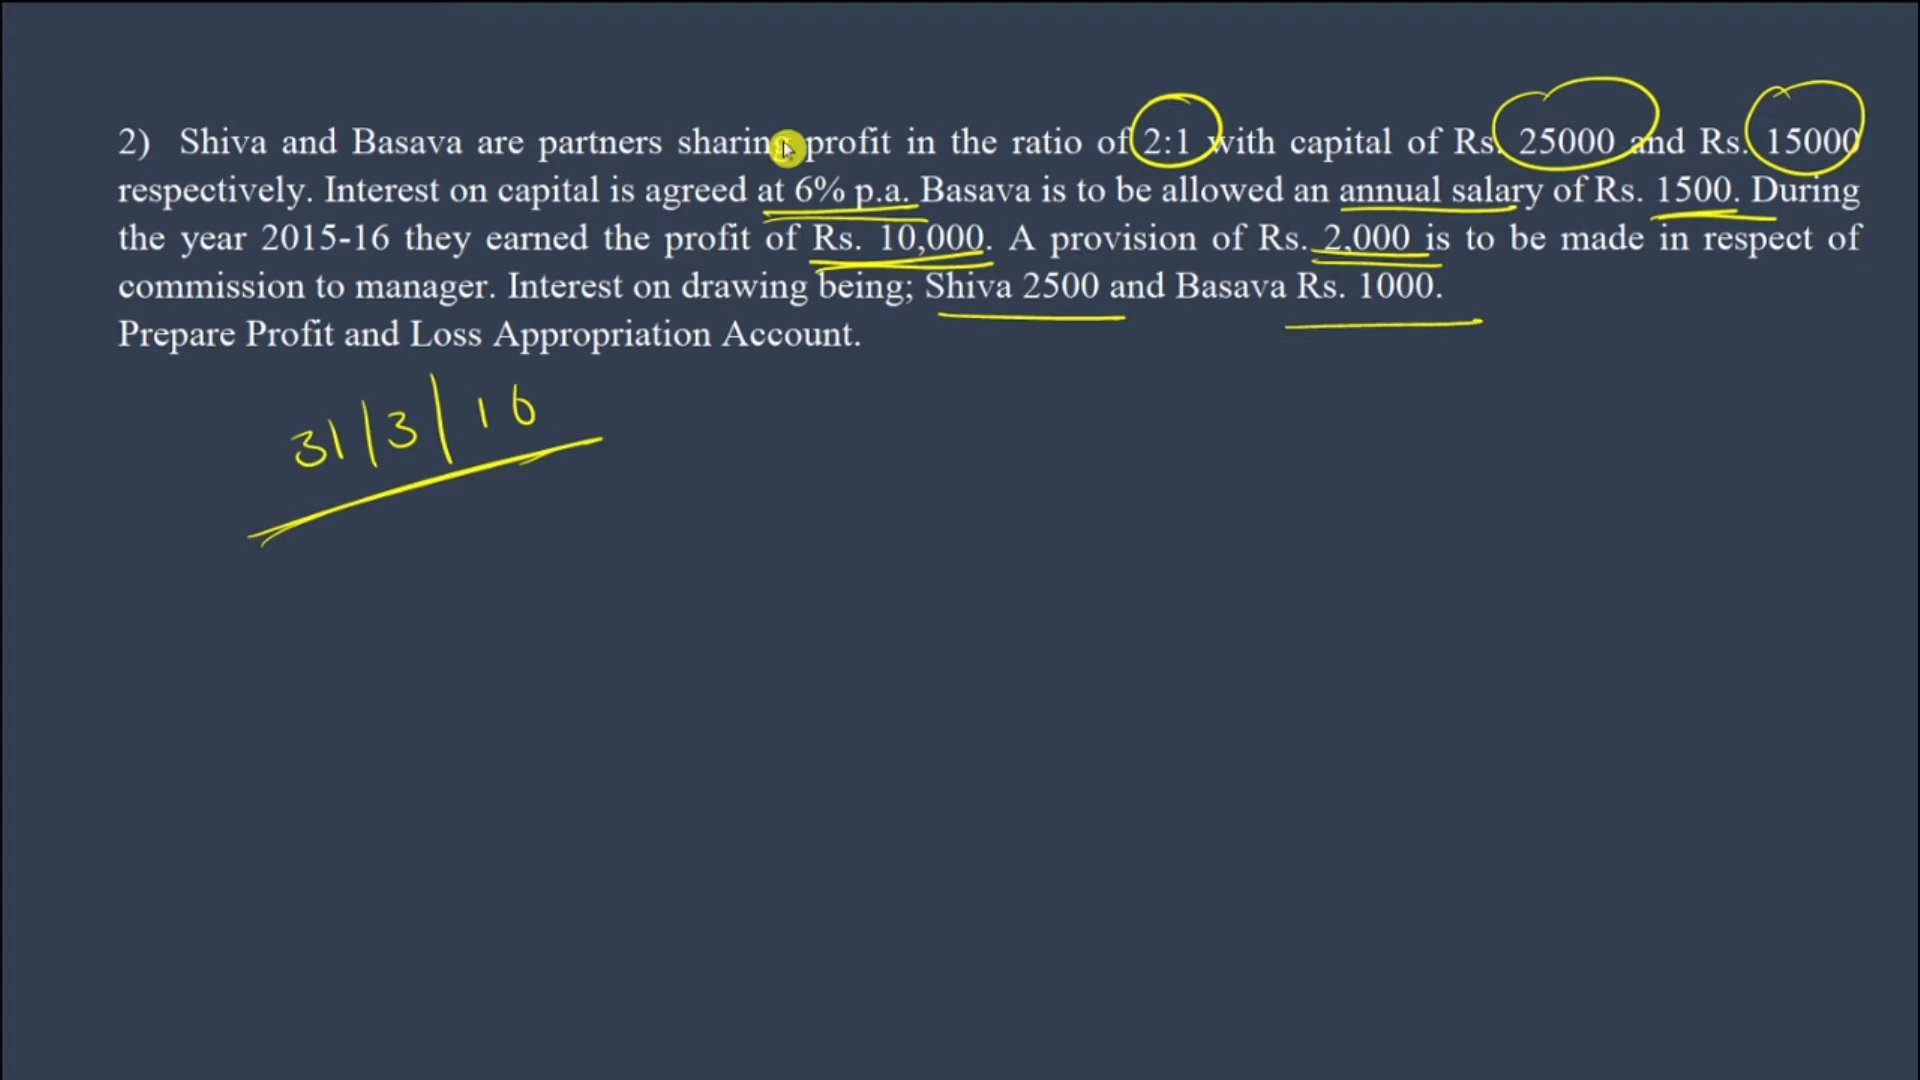 2) Shiva and Basava are partners sharing profit in the ratio of 2:1 with capital of Rs. 25000 and Rs. 15000
respectively. Interest on capital is agreed at 6% p.a. Basava is to be allowed an annual salary of Rs. 1500. During
the year 2015-16 they earned the profit of Rs. 10,000. A provision of Rs. 2,000 is to be made in respect of
commission to manager. Interest on drawing being; Shiva 2500 and Basava Rs. 1000.
Prepare Profit and Loss Appropriation Account.
31/3/16